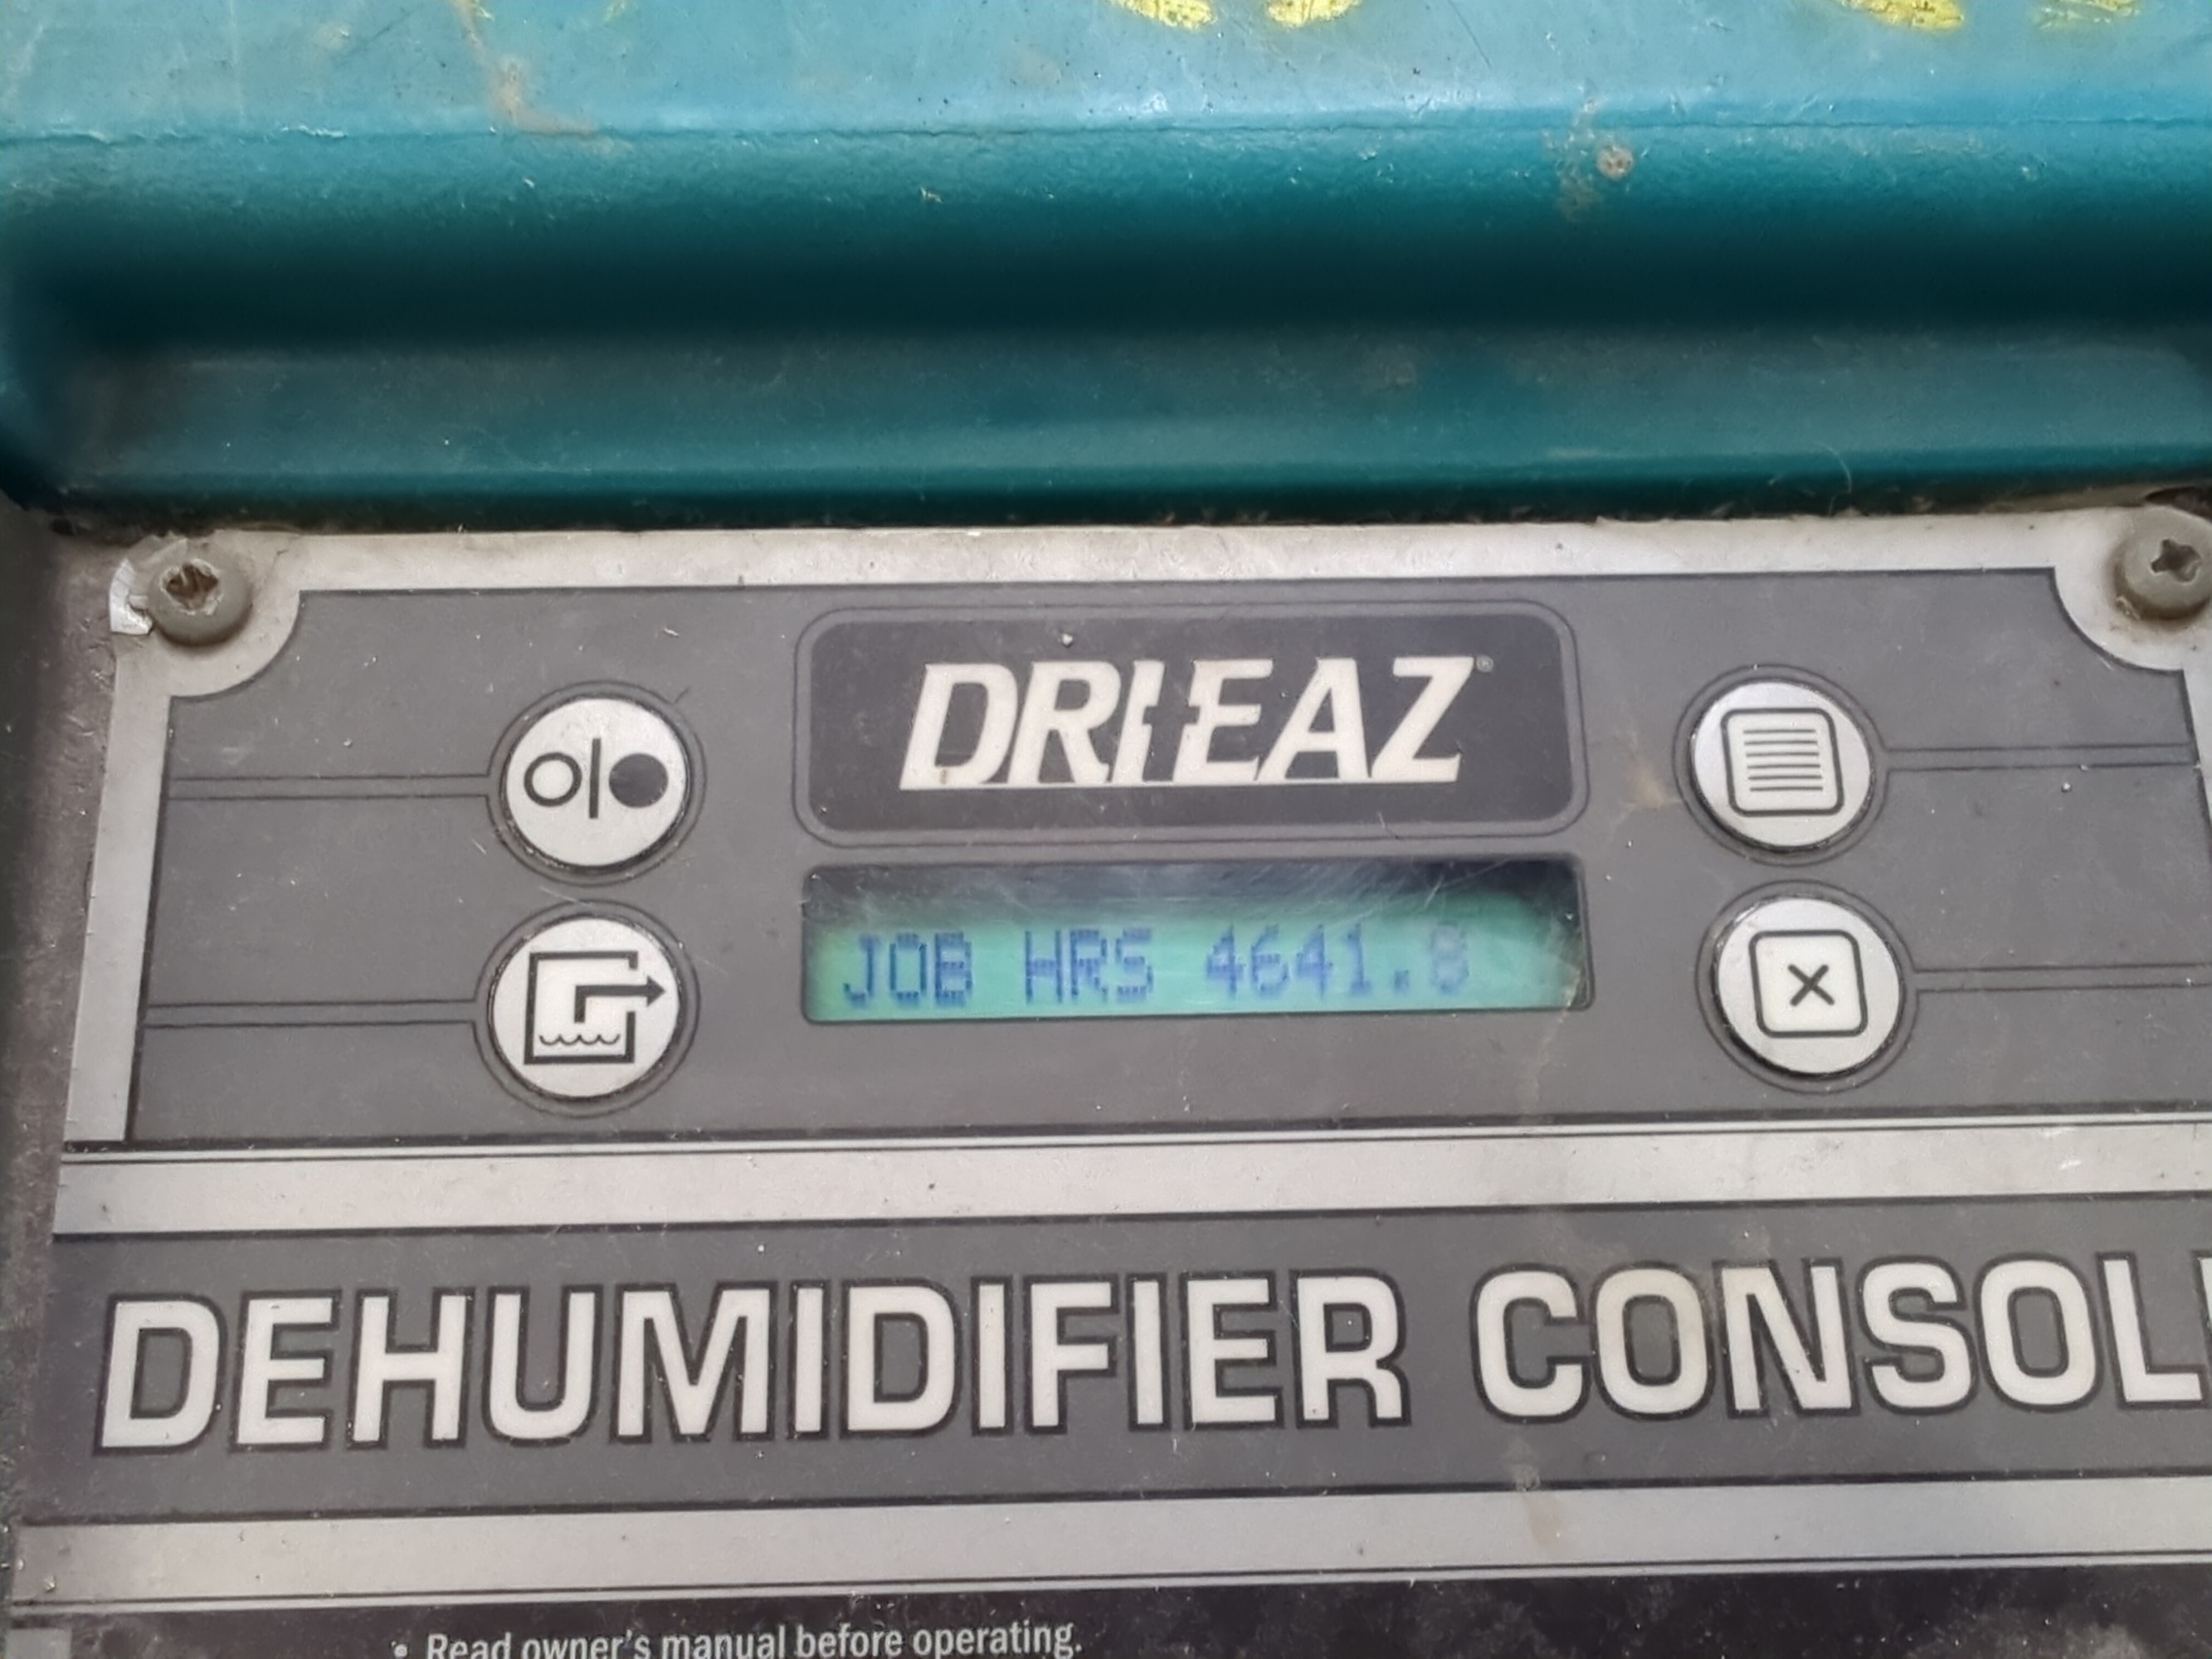 DRI-EAZ®
JOB HRS 4641.8
DEHUMIDIFIER CONSOL
• Read owner's manual before operating.